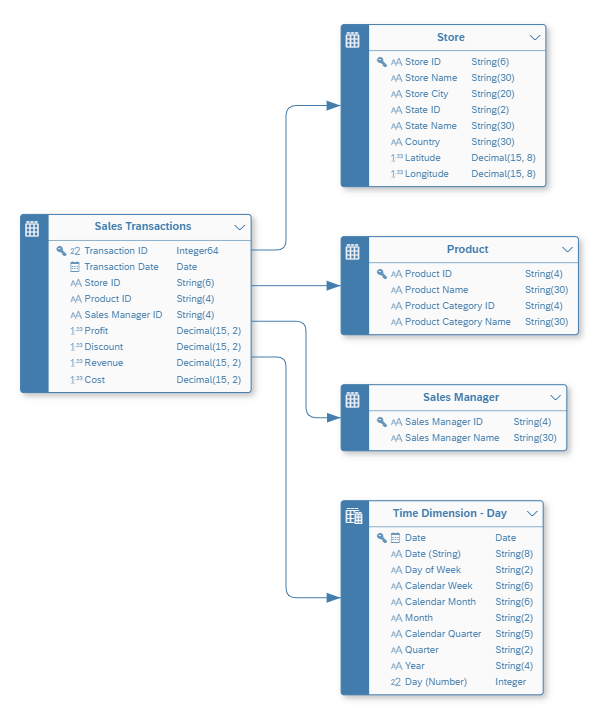 Store
Store ID String(6)
Store Name String(30)
Store City String(20)
State ID String(2)
State Name String(30)
Country String(30)
Latitude Decimal(15, 8)
Longitude Decimal(15, 8)
Sales Transactions
Transaction ID Integer64
Transaction Date Date
Store ID String(6)
Product ID String(4)
Sales Manager ID String(4)
Profit Decimal(15, 2)
Discount Decimal(15, 2)
Revenue Decimal(15, 2)
Cost Decimal(15, 2)
Product
Product ID String(4)
Product Name String(30)
Product Category ID String(4)
Product Category Name String(30)
Sales Manager
Sales Manager ID String(4)
Sales Manager Name String(30)
Time Dimension - Day
Date Date
Date (String) String(8)
Day of Week String(2)
Calendar Week String(6)
Calendar Month String(6)
Month String(2)
Calendar Quarter String(5)
Quarter String(2)
Year String(4)
Day (Number) Integer